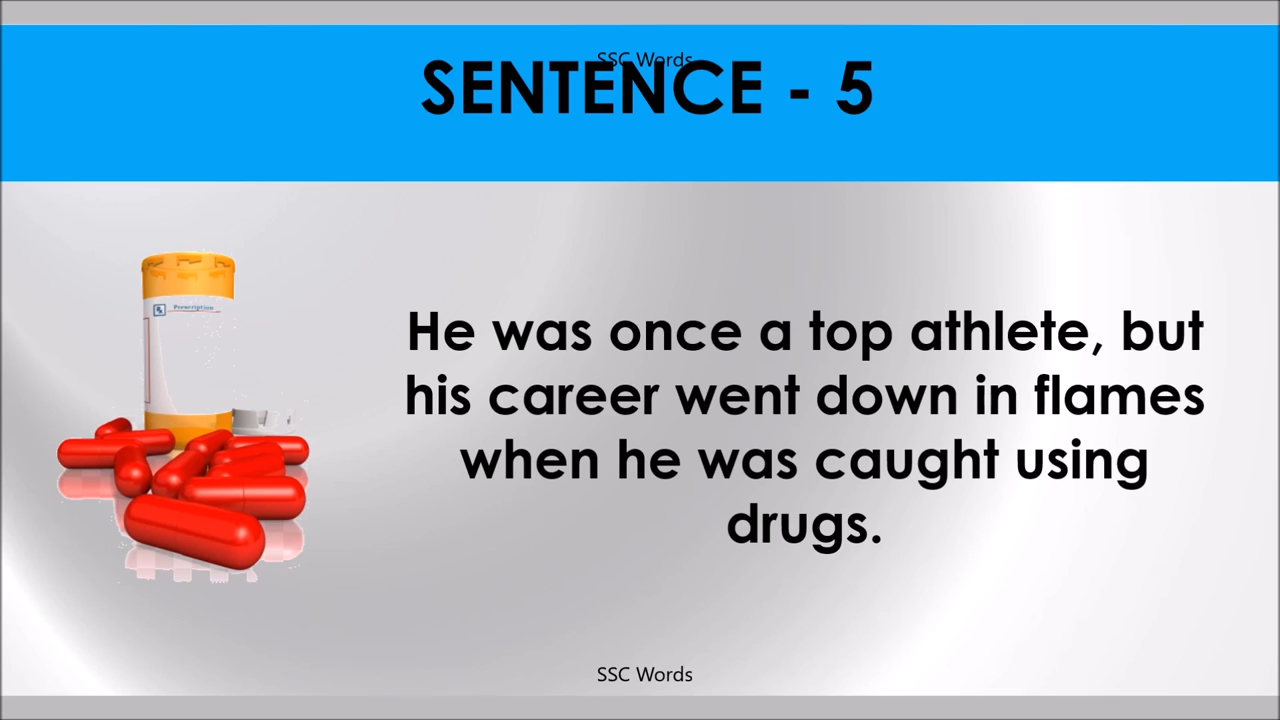 SSC Words
SENTENCE - 5
Prescription
He was once a top athlete, but
his career went down in flames
when he was caught using
drugs.
SSC Words